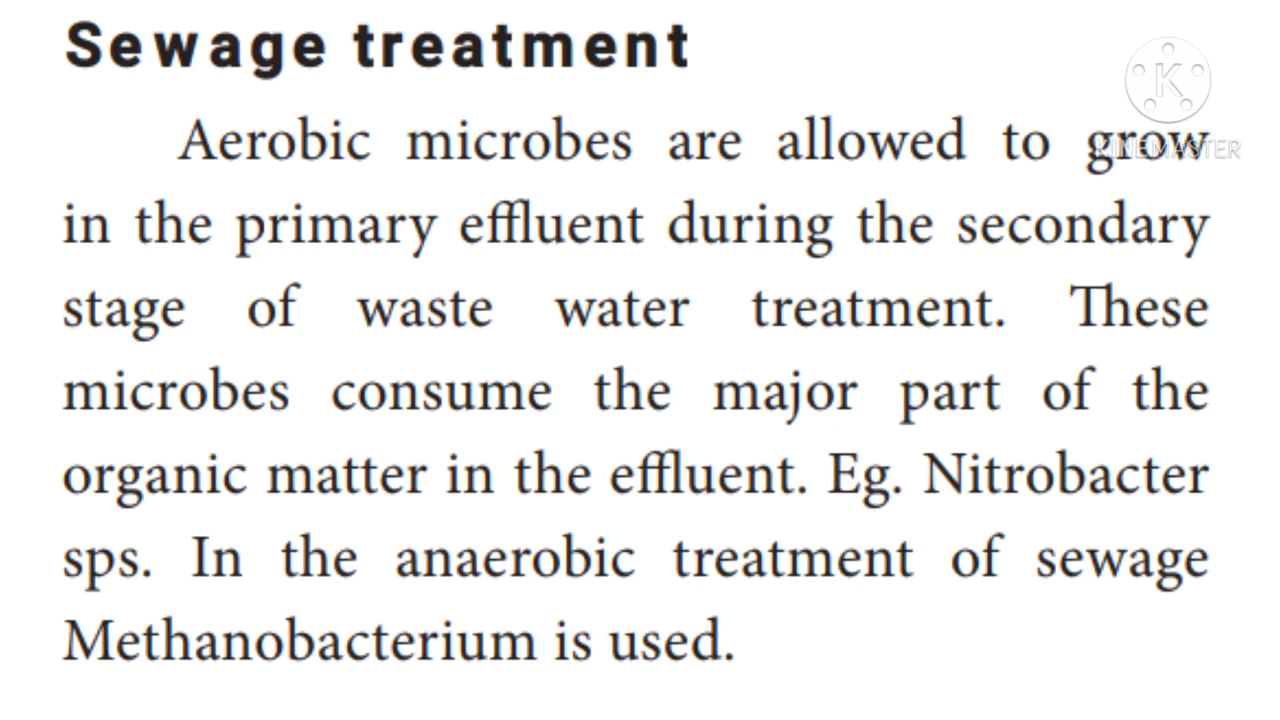 Sewage treatment
Aerobic microbes are allowed to grow
KINEMASTER
in the primary effluent during the secondary
stage of waste water treatment. These
microbes consume the major part of the
organic matter in the effluent. Eg. Nitrobacter
sps. In the anaerobic treatment of sewage
Methanobacterium is used.